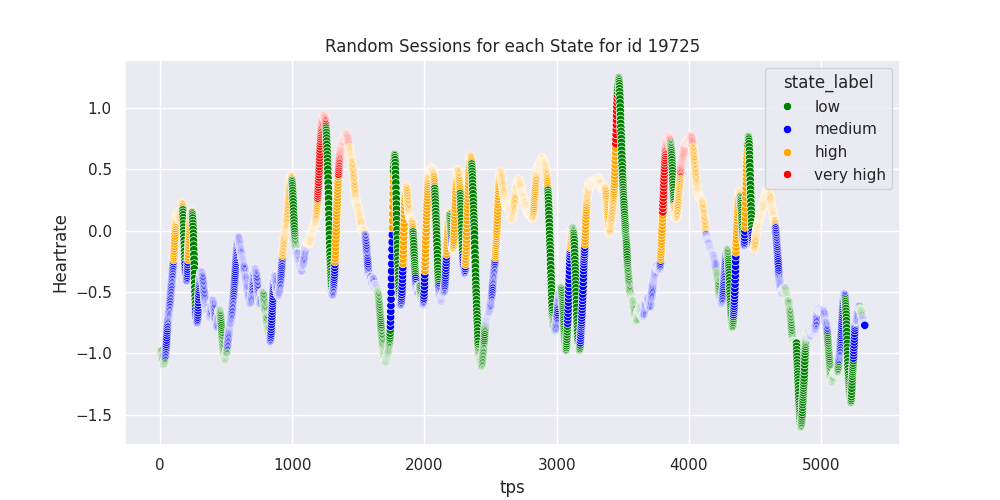 Random Sessions for each State for id 19725
state_label
low
medium
high
very high
Heartrate
1.0
0.5
0.0
−0.5
−1.0
−1.5
0
1000
2000
3000
4000
5000
tps